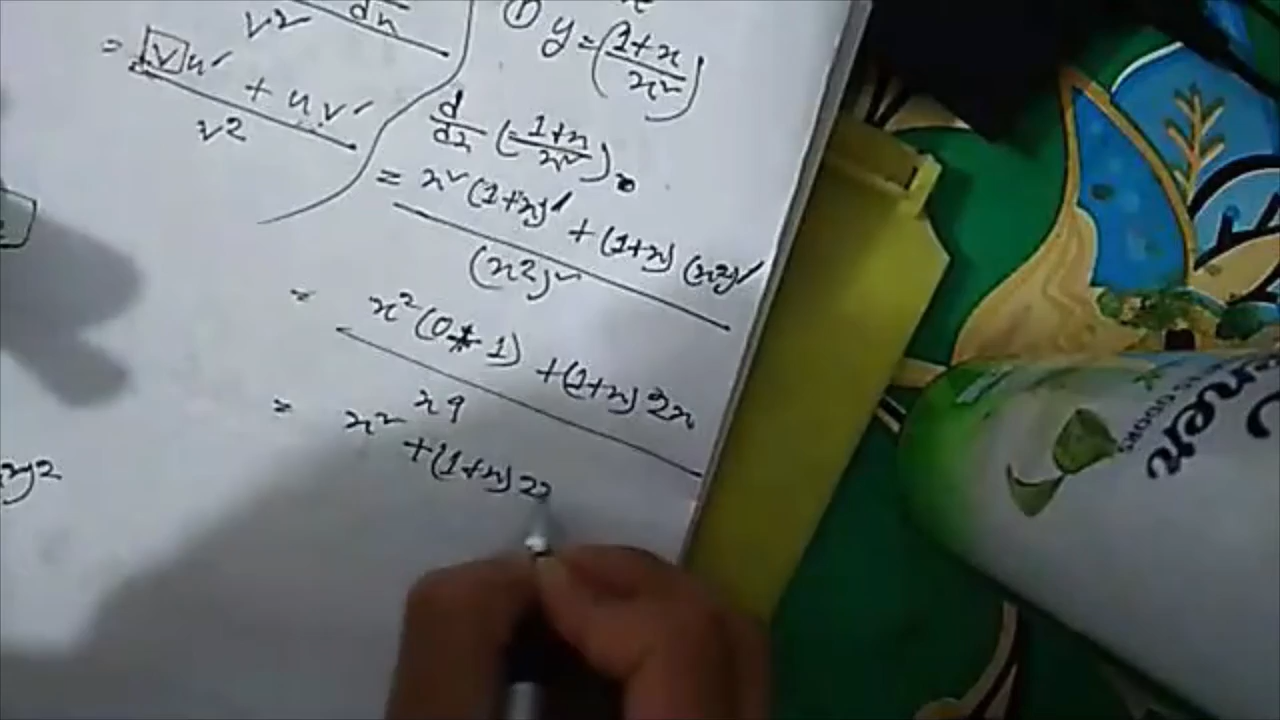 v2 dx
= vu′ + uv′
v2
① y = (1+x / x²)
d/dx (1+x / x²)
= x² (1+x)′ + (1+x) (x2)′
(x2)²
= x² (0+1) + (1+x) 2x
x4
= x² + (1+x) 2x